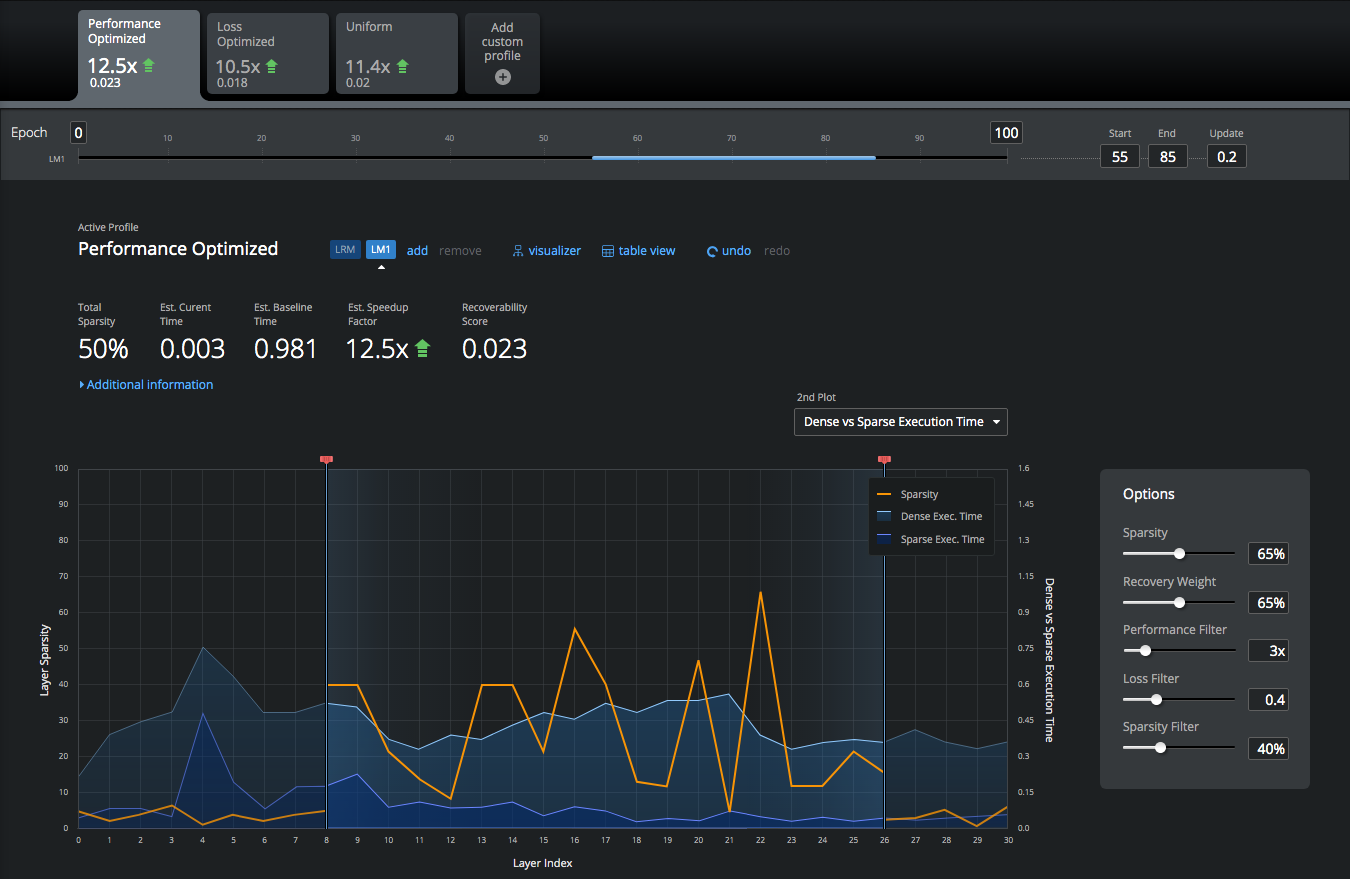 Performance
Optimized
12.5x
0.023
Loss
Optimized
10.5x
0.018
Uniform
11.4x
0.02
Add
custom
profile
Epoch
0
10 20 30 40 50 60 70 80 90
100
LM1
Start End Update
55 85 0.2
Active Profile
Performance Optimized
LRM LM1 add remove visualizer table view undo redo
Total
Sparsity
50%
Est. Curent
Time
0.003
Est. Baseline
Time
0.981
Est. Speedup
Factor
12.5x
Recoverability
Score
0.023
Additional information
2nd Plot
Dense vs Sparse Execution Time
Layer Sparsity
100
90
80
70
60
50
40
30
20
10
0
Sparsity
Dense Exec. Time
Sparse Exec. Time
1.6
1.45
1.3
1.15
0.9
0.75
0.6
0.45
0.3
0.15
0.0
Dense vs Sparse Execution Time
0 1 2 3 4 5 6 7 8 9 10 11 12 13 14 15 16 17 18 19 20 21 22 23 24 25 26 27 28 29 30
Layer Index
Options
Sparsity
65%
Recovery Weight
65%
Performance Filter
3x
Loss Filter
0.4
Sparsity Filter
40%